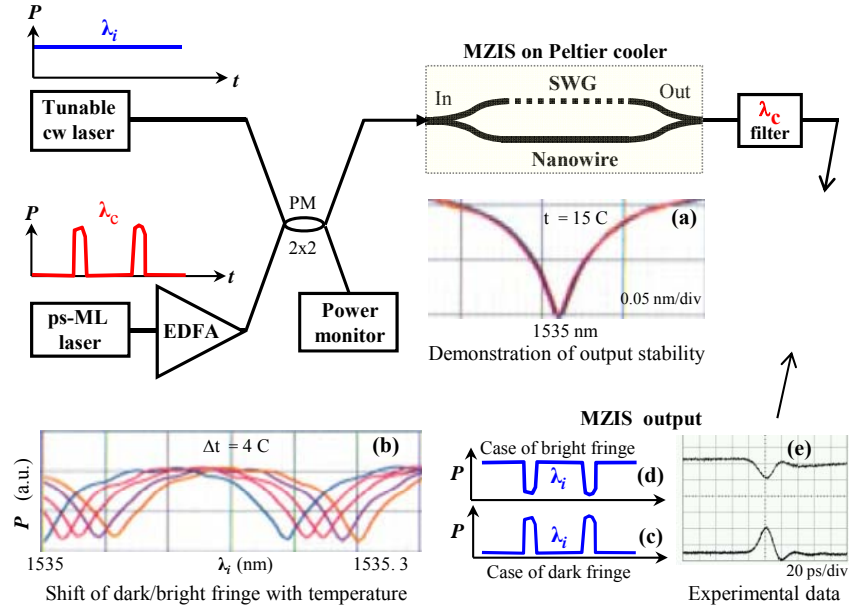 P
λi
t
Tunable
cw laser
P
λc
t
ps-ML
laser
EDFA
PM
2x2
Power
monitor
MZIS on Peltier cooler
In
SWG
Out
Nanowire
λc
filter
(a)
t = 15 C
0.05 nm/div
1535 nm
Demonstration of output stability
(b)
Δt = 4 C
P (a.u.)
1535
λi (nm)
1535. 3
Shift of dark/bright fringe with temperature
MZIS output
Case of bright fringe
P
λi
(d)
P
λi
(c)
Case of dark fringe
(e)
20 ps/div
Experimental data